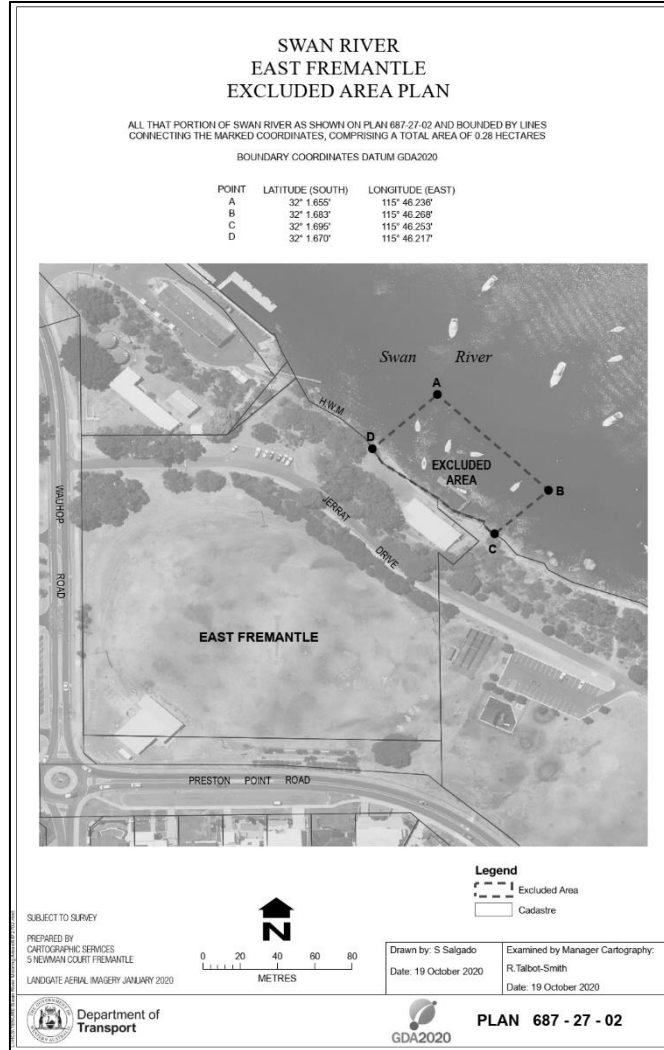 SWAN RIVER
EAST FREMANTLE
EXCLUDED AREA PLAN
ALL THAT PORTION OF SWAN RIVER AS SHOWN ON PLAN 687-27-02 AND BOUNDED BY LINES
CONNECTING THE MARKED COORDINATES, COMPRISING A TOTAL AREA OF 0.28 HECTARES
BOUNDARY COORDINATES DATUM GDA2020
POINT LATITUDE (SOUTH) LONGITUDE (EAST)
A 32° 1.655' 115° 46.236'
B 32° 1.683' 115° 46.268'
C 32° 1.695' 115° 46.253'
D 32° 1.670' 115° 46.217'
Swan River
A
H.W.M
D
EXCLUDED
AREA
B
WAUHOP
ROAD
JERRAT
DRIVE
C
EAST FREMANTLE
PRESTON POINT ROAD
Legend
Excluded Area
Cadastre
SUBJECT TO SURVEY
PREPARED BY
CARTOGRAPHIC SERVICES
5 NEWMAN COURT FREMANTLE
LANDGATE AERIAL IMAGERY JANUARY 2020
N
0 20 40 60 80
METRES
Drawn by: S Salgado
Date: 19 October 2020
Examined by Manager Cartography:
R.Talbot-Smith
Date: 19 October 2020
Department of
Transport
GDA2020
PLAN 687 - 27 - 02